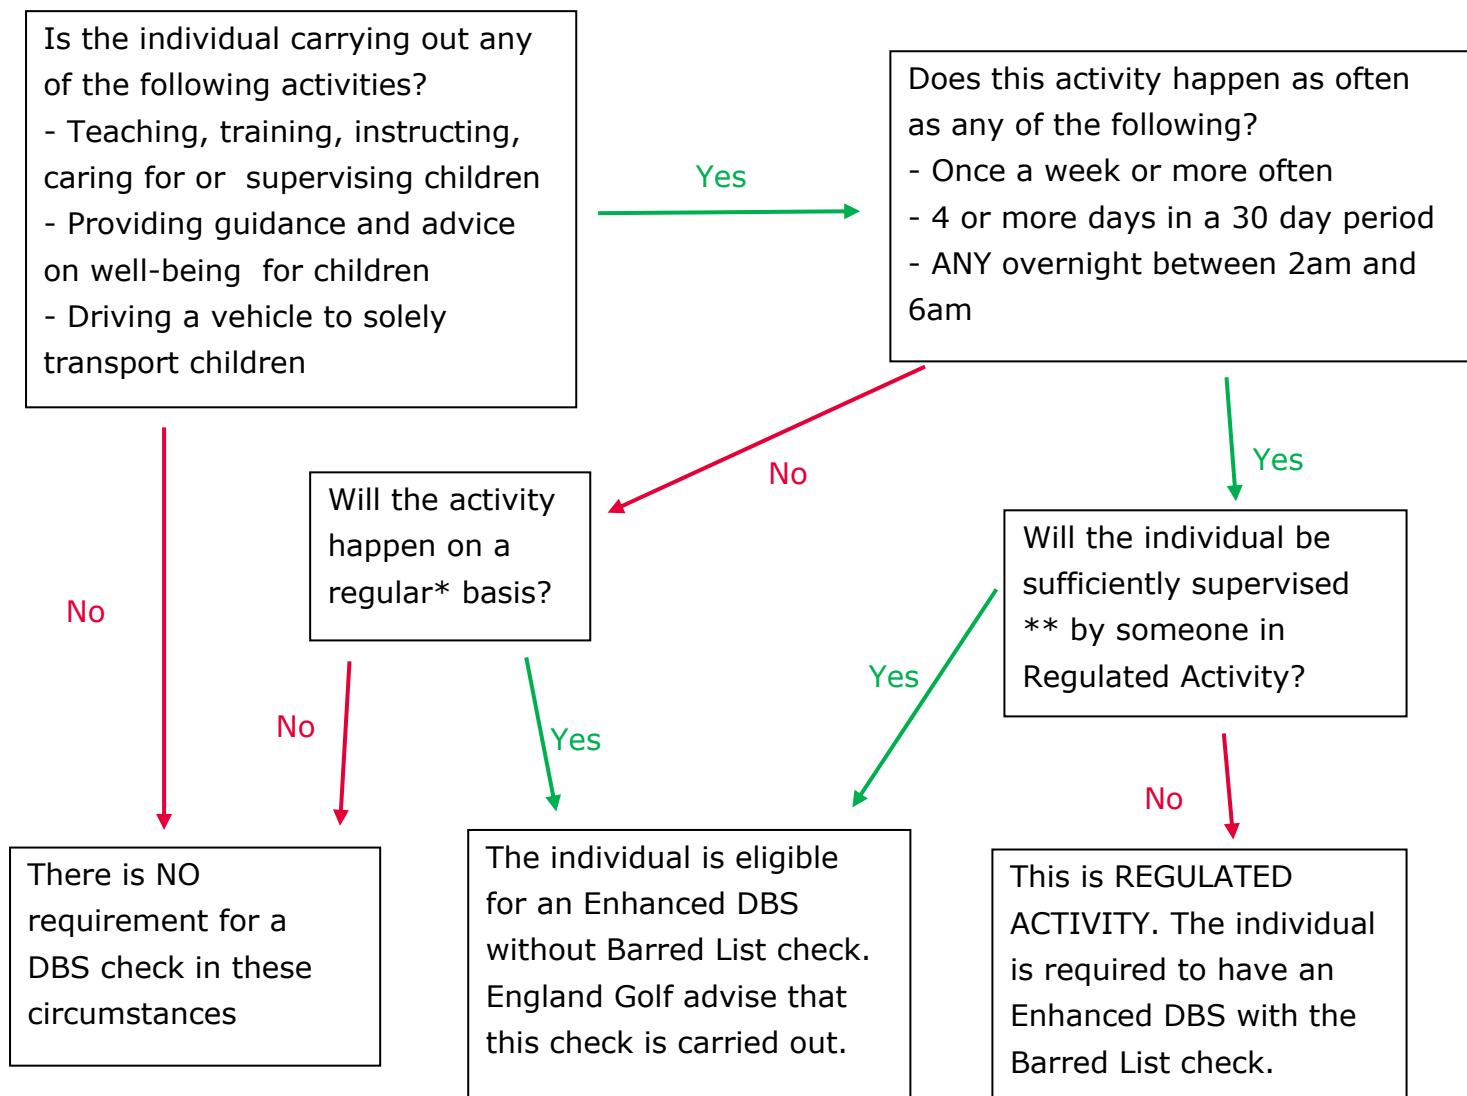 Is the individual carrying out any
of the following activities?
- Teaching, training, instructing,
caring for or  supervising children
- Providing guidance and advice
on well-being  for children
- Driving a vehicle to solely
transport children
Yes
Does this activity happen as often
as any of the following?
- Once a week or more often
- 4 or more days in a 30 day period
- ANY overnight between 2am and
6am
No
Yes
Will the activity
happen on a
regular* basis?
Will the individual be
sufficiently supervised
** by someone in
Regulated Activity?
No
No
Yes
Yes
No
There is NO
requirement for a
DBS check in these
circumstances
The individual is eligible
for an Enhanced DBS
without Barred List check.
England Golf advise that
this check is carried out.
This is REGULATED
ACTIVITY. The individual
is required to have an
Enhanced DBS with the
Barred List check.